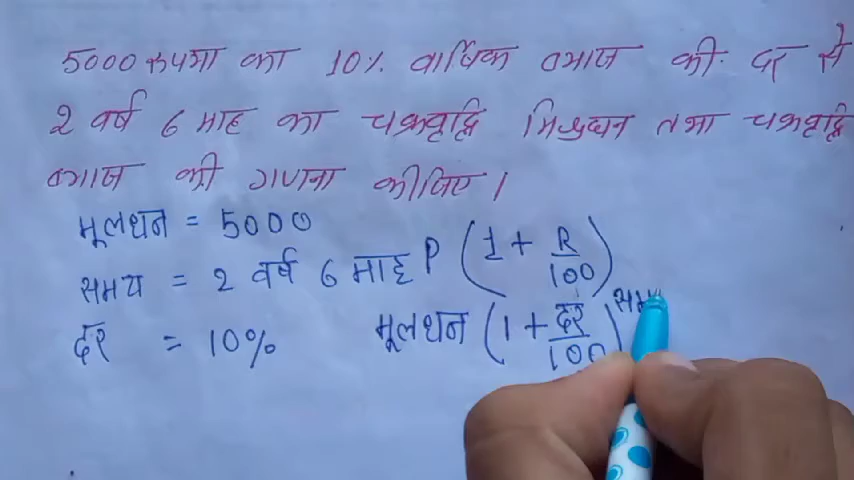 5000 रुपया का 10% वार्षिक ब्याज की दर से
2 वर्ष 6 माह का चक्रवृद्धि मिश्रधन तथा चक्रवृद्धि
ब्याज की गणना कीजिए।
मूलधन = 5000
समय = 2 वर्ष 6 माह P (1 + R/100)
दर = 10% मूलधन (1 + दर/100)^समय